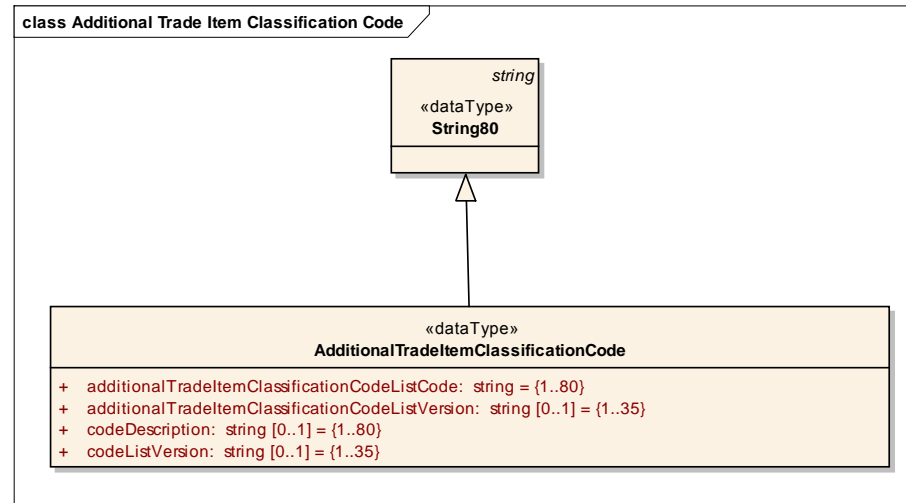 class Additional Trade Item Classification Code
string
«dataType»
String80
«dataType»
AdditionalTradeItemClassificationCode
+ additionalTradeItemClassificationCodeListCode: string = {1..80}
+ additionalTradeItemClassificationCodeListVersion: string [0..1] = {1..35}
+ codeDescription: string [0..1] = {1..80}
+ codeListVersion: string [0..1] = {1..35}